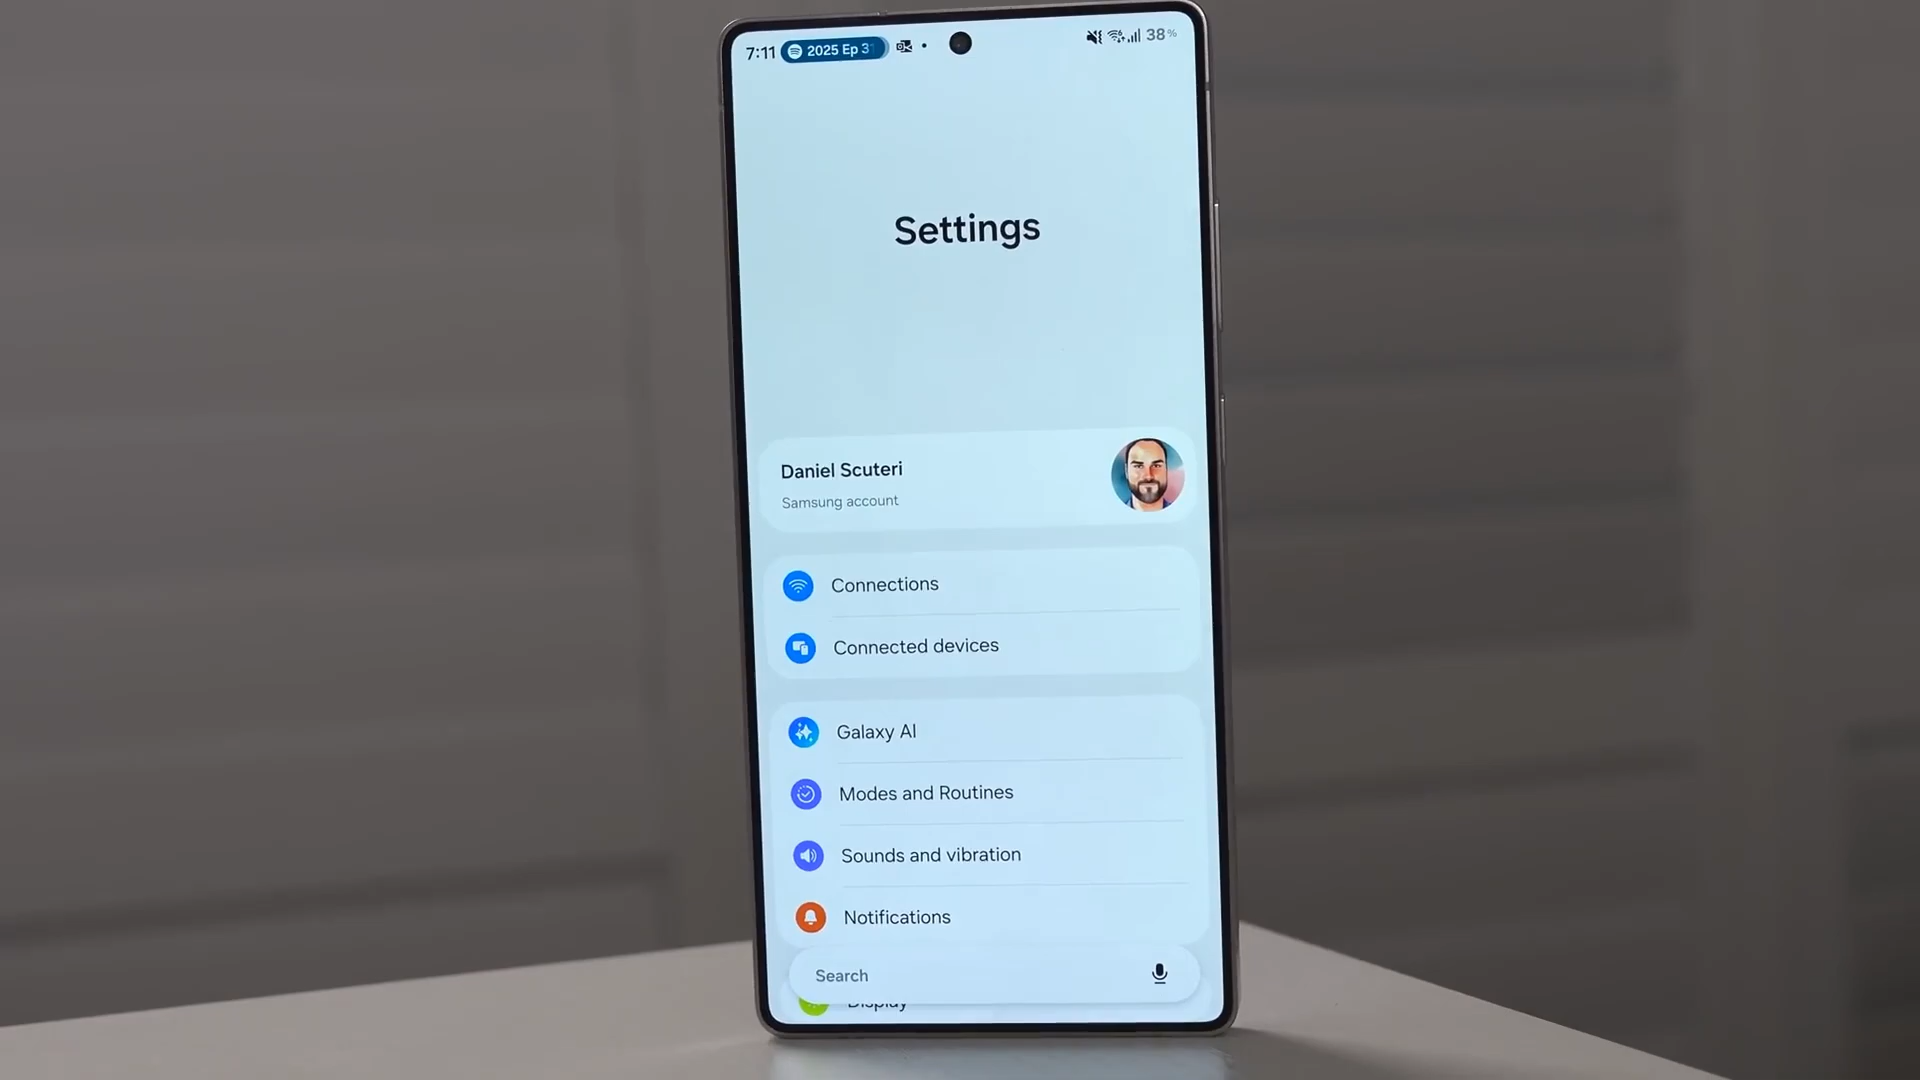 7:11 2025 Ep 31 38%
Settings
Daniel Scuteri
Samsung account
Connections
Connected devices
Galaxy AI
Modes and Routines
Sounds and vibration
Notifications
Search
Display